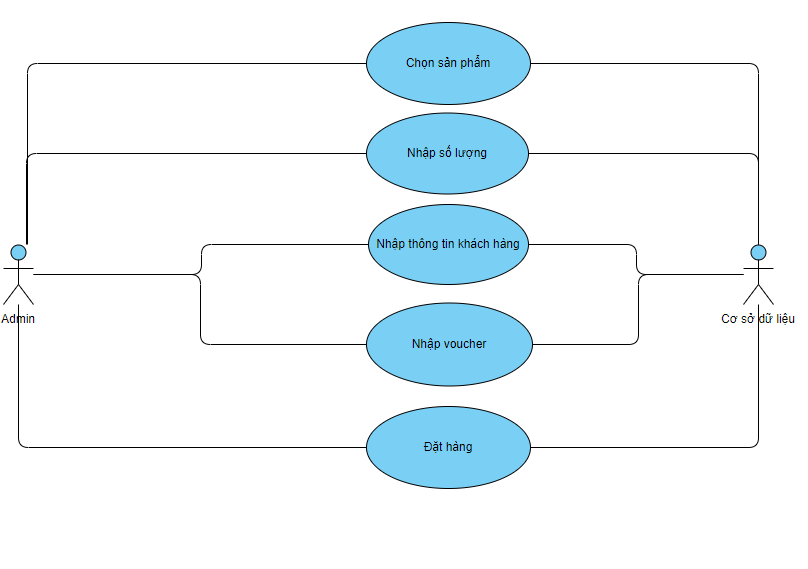 Chọn sản phẩm
Nhập số lượng
Nhập thông tin khách hàng
Admin
Cơ sở dữ liệu
Nhập voucher
Đặt hàng